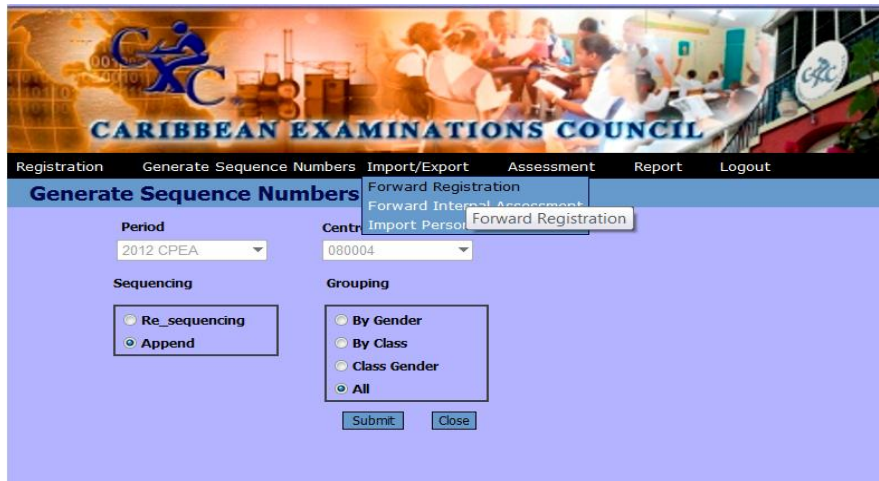 CXC
CARIBBEAN EXAMINATIONS COUNCIL
Registration Generate Sequence Numbers Import/Export Assessment Report Logout
Generate Sequence Numbers
Forward Registration
Forward Internal Assessment
Import Person
Forward Registration
Period Centr
2012 CPEA 080004
Sequencing Grouping
Re_sequencing By Gender
Append By Class
Class Gender
All
Submit Close